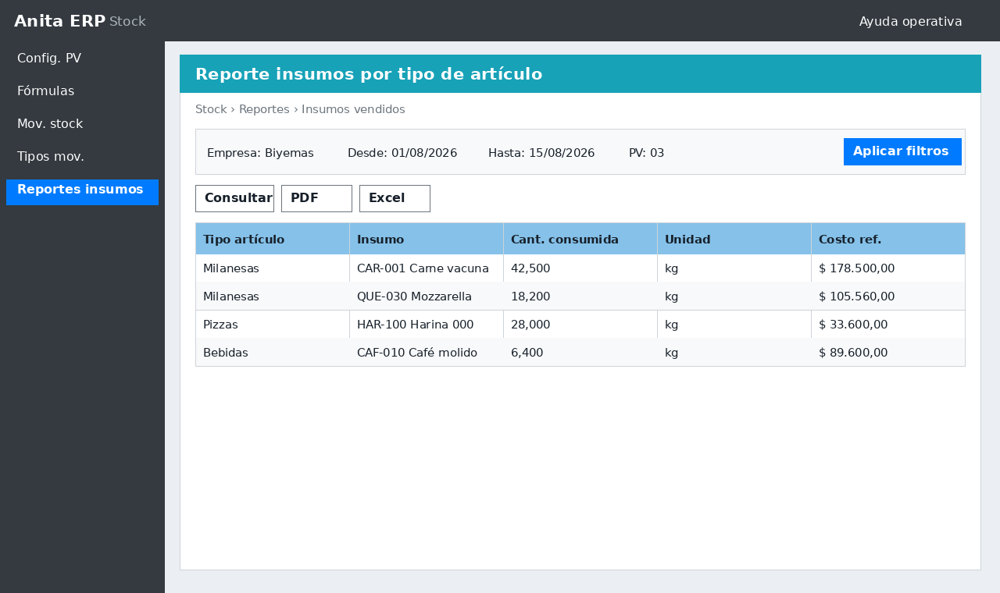 Anita ERP Stock Ayuda operativa
Config. PV
Fórmulas
Mov. stock
Tipos mov.
Reportes insumos
Reporte insumos por tipo de artículo
Stock › Reportes › Insumos vendidos
Empresa: Biyemas Desde: 01/08/2026 Hasta: 15/08/2026 PV: 03 Aplicar filtros
Consultar PDF Excel
Tipo artículo Insumo Cant. consumida Unidad Costo ref.
Milanesas CAR-001 Carne vacuna 42,500 kg $ 178.500,00
Milanesas QUE-030 Mozzarella 18,200 kg $ 105.560,00
Pizzas HAR-100 Harina 000 28,000 kg $ 33.600,00
Bebidas CAF-010 Café molido 6,400 kg $ 89.600,00